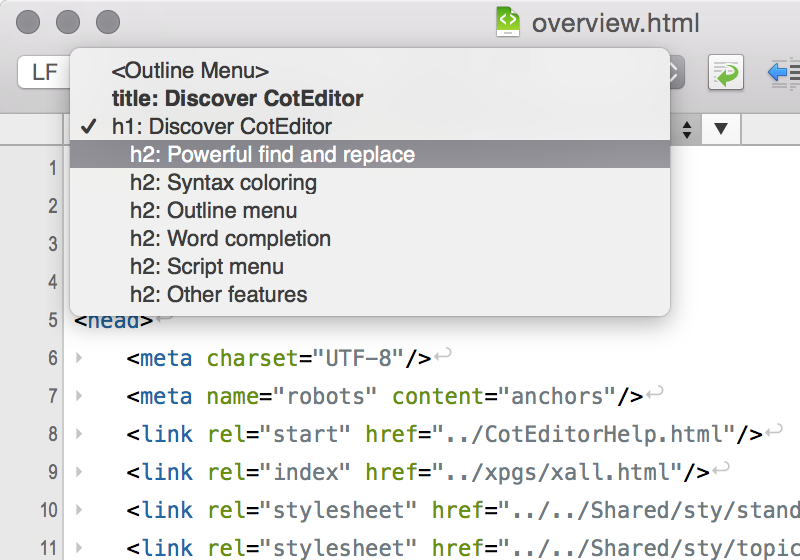 overview.html
LF
<Outline Menu>
title: Discover CotEditor
✓ h1: Discover CotEditor
h2: Powerful find and replace
h2: Syntax coloring
h2: Outline menu
h2: Word completion
h2: Script menu
h2: Other features
1
2
3
4
5 <head>
6 <meta charset="UTF-8"/>
7 <meta name="robots" content="anchors"/>
8 <link rel="start" href="../CotEditorHelp.html"/>
9 <link rel="index" href="../xpgs/xall.html"/>
10 <link rel="stylesheet" href="../../Shared/sty/stand
11 <link rel="stylesheet" href="../../Shared/sty/topic